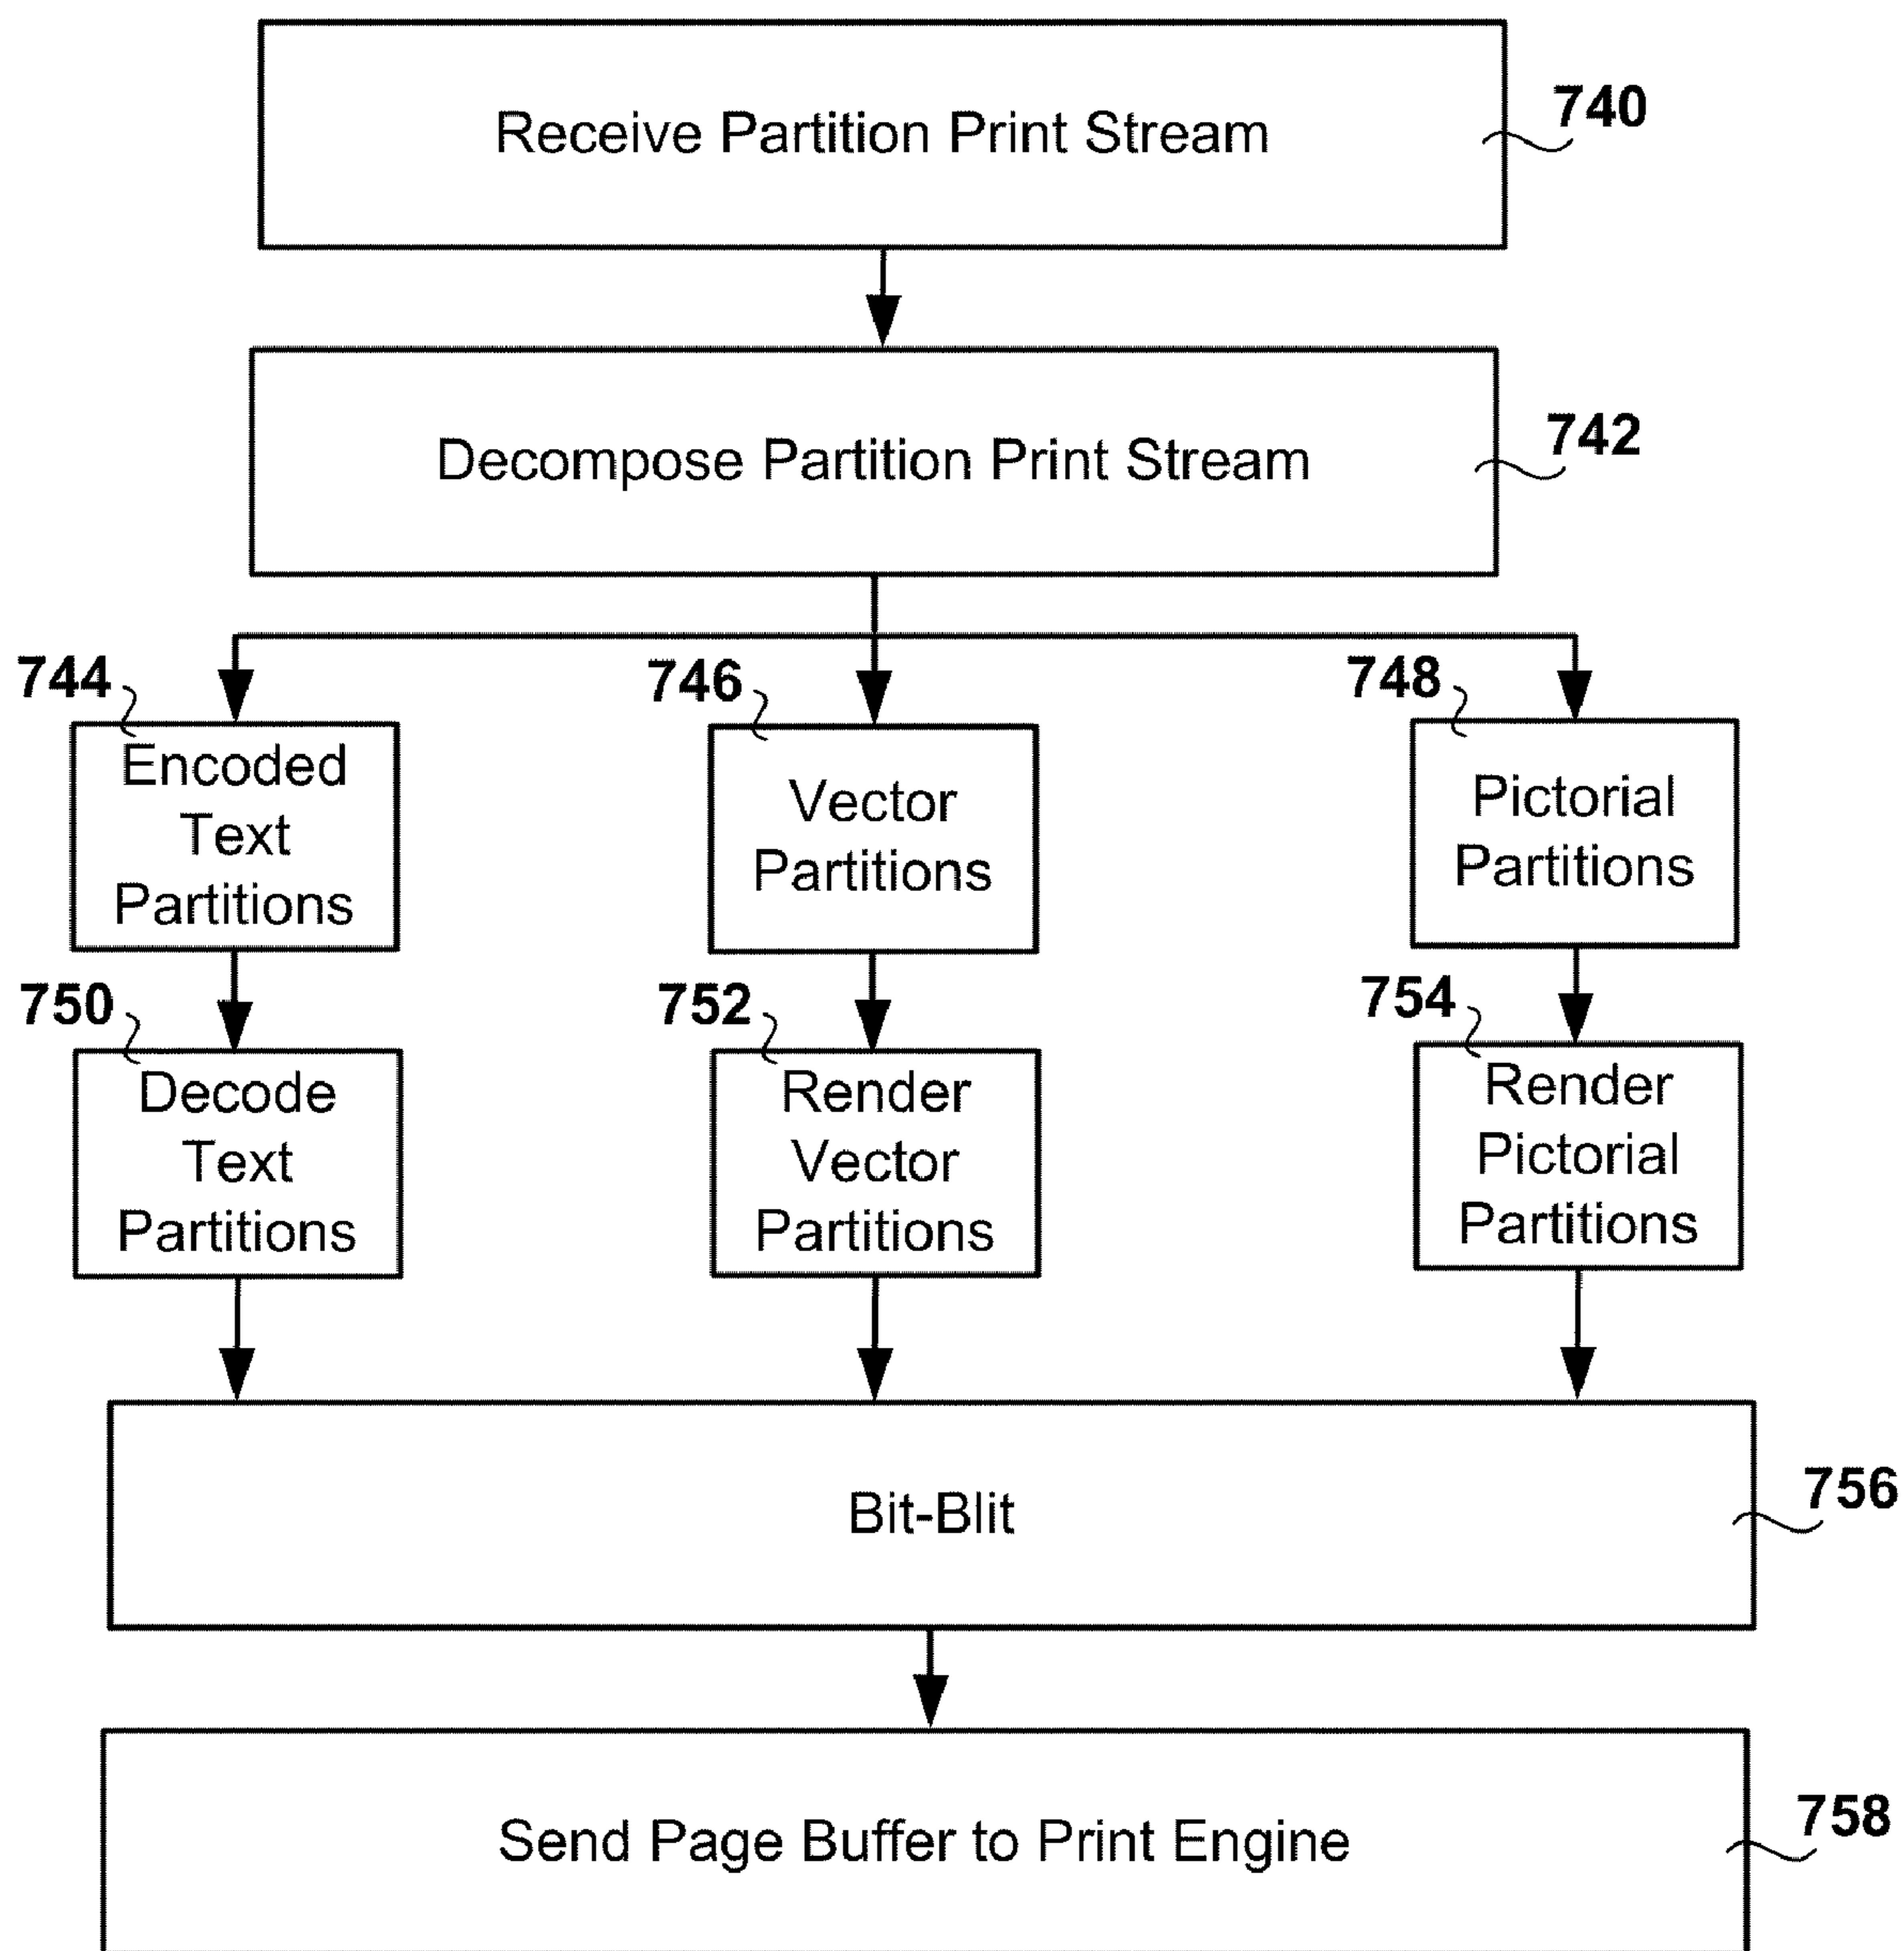 Receive Partition Print Stream
740
Decompose Partition Print Stream
742
744
Encoded
Text
Partitions
746
Vector
Partitions
748
Pictorial
Partitions
750
Decode
Text
Partitions
752
Render
Vector
Partitions
754
Render
Pictorial
Partitions
Bit-Blit
756
Send Page Buffer to Print Engine
758